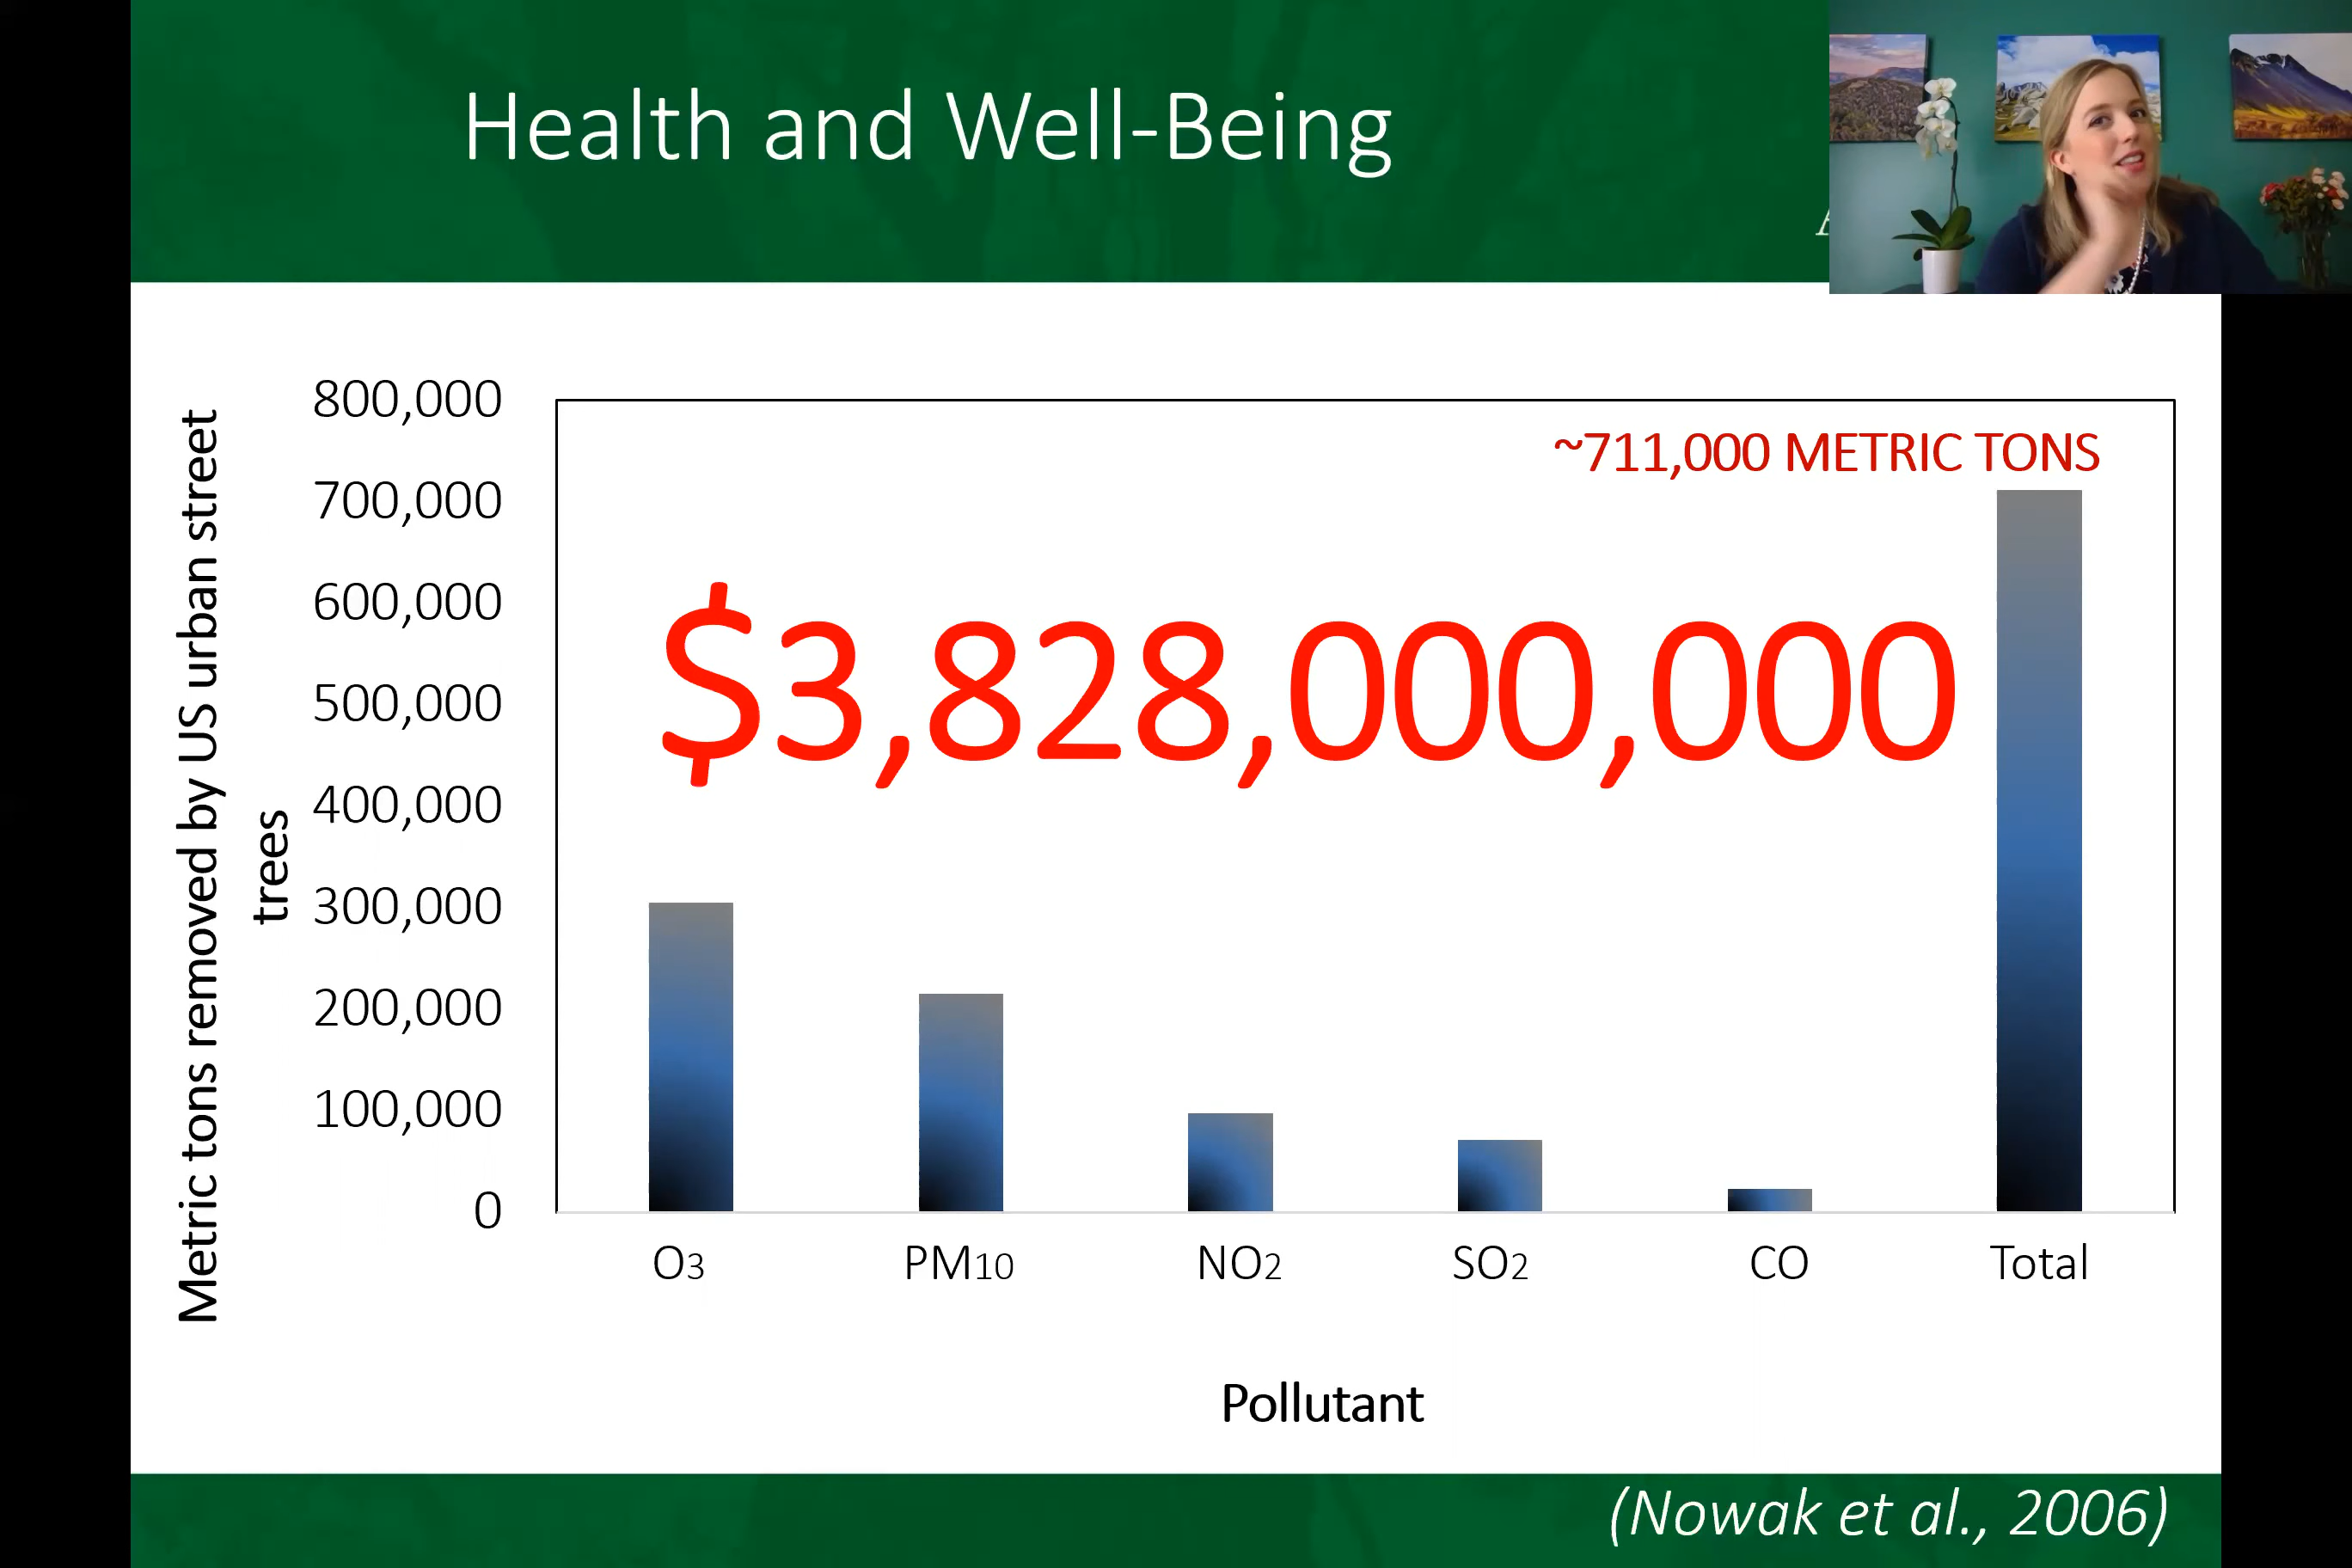 Health and Well-Being
A
Metric tons removed by US urban street
trees
800,000
700,000
600,000
500,000
400,000
300,000
200,000
100,000
0
~711,000 METRIC TONS
$3,828,000,000
O3
PM10
NO2
SO2
CO
Total
Pollutant
(Nowak et al., 2006)